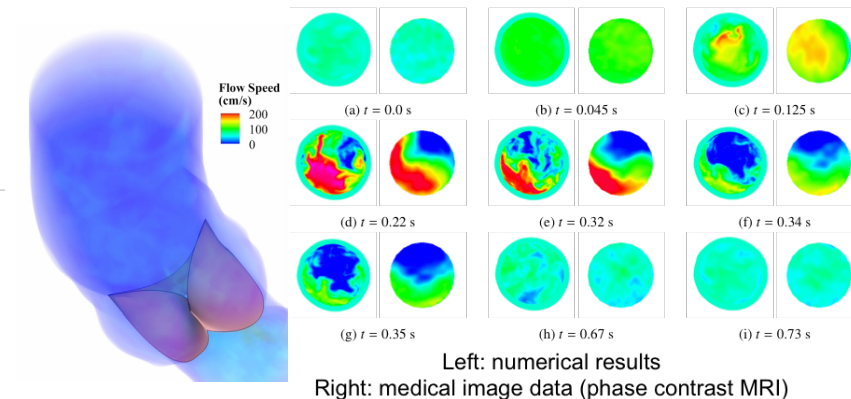 Flow Speed
(cm/s)
200
100
0
(a) t = 0.0 s
(b) t = 0.045 s
(c) t = 0.125 s
(d) t = 0.22 s
(e) t = 0.32 s
(f) t = 0.34 s
(g) t = 0.35 s
(h) t = 0.67 s
(i) t = 0.73 s
Left: numerical results
Right: medical image data (phase contrast MRI)